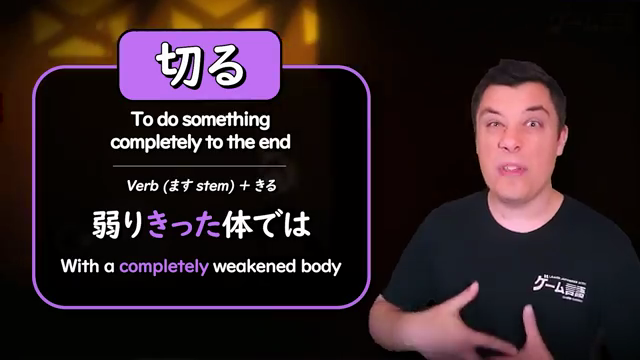 切る
To do something
completely to the end
Verb (ます stem) + きる
弱りきった体では
With a completely weakened body
ゲーム言語